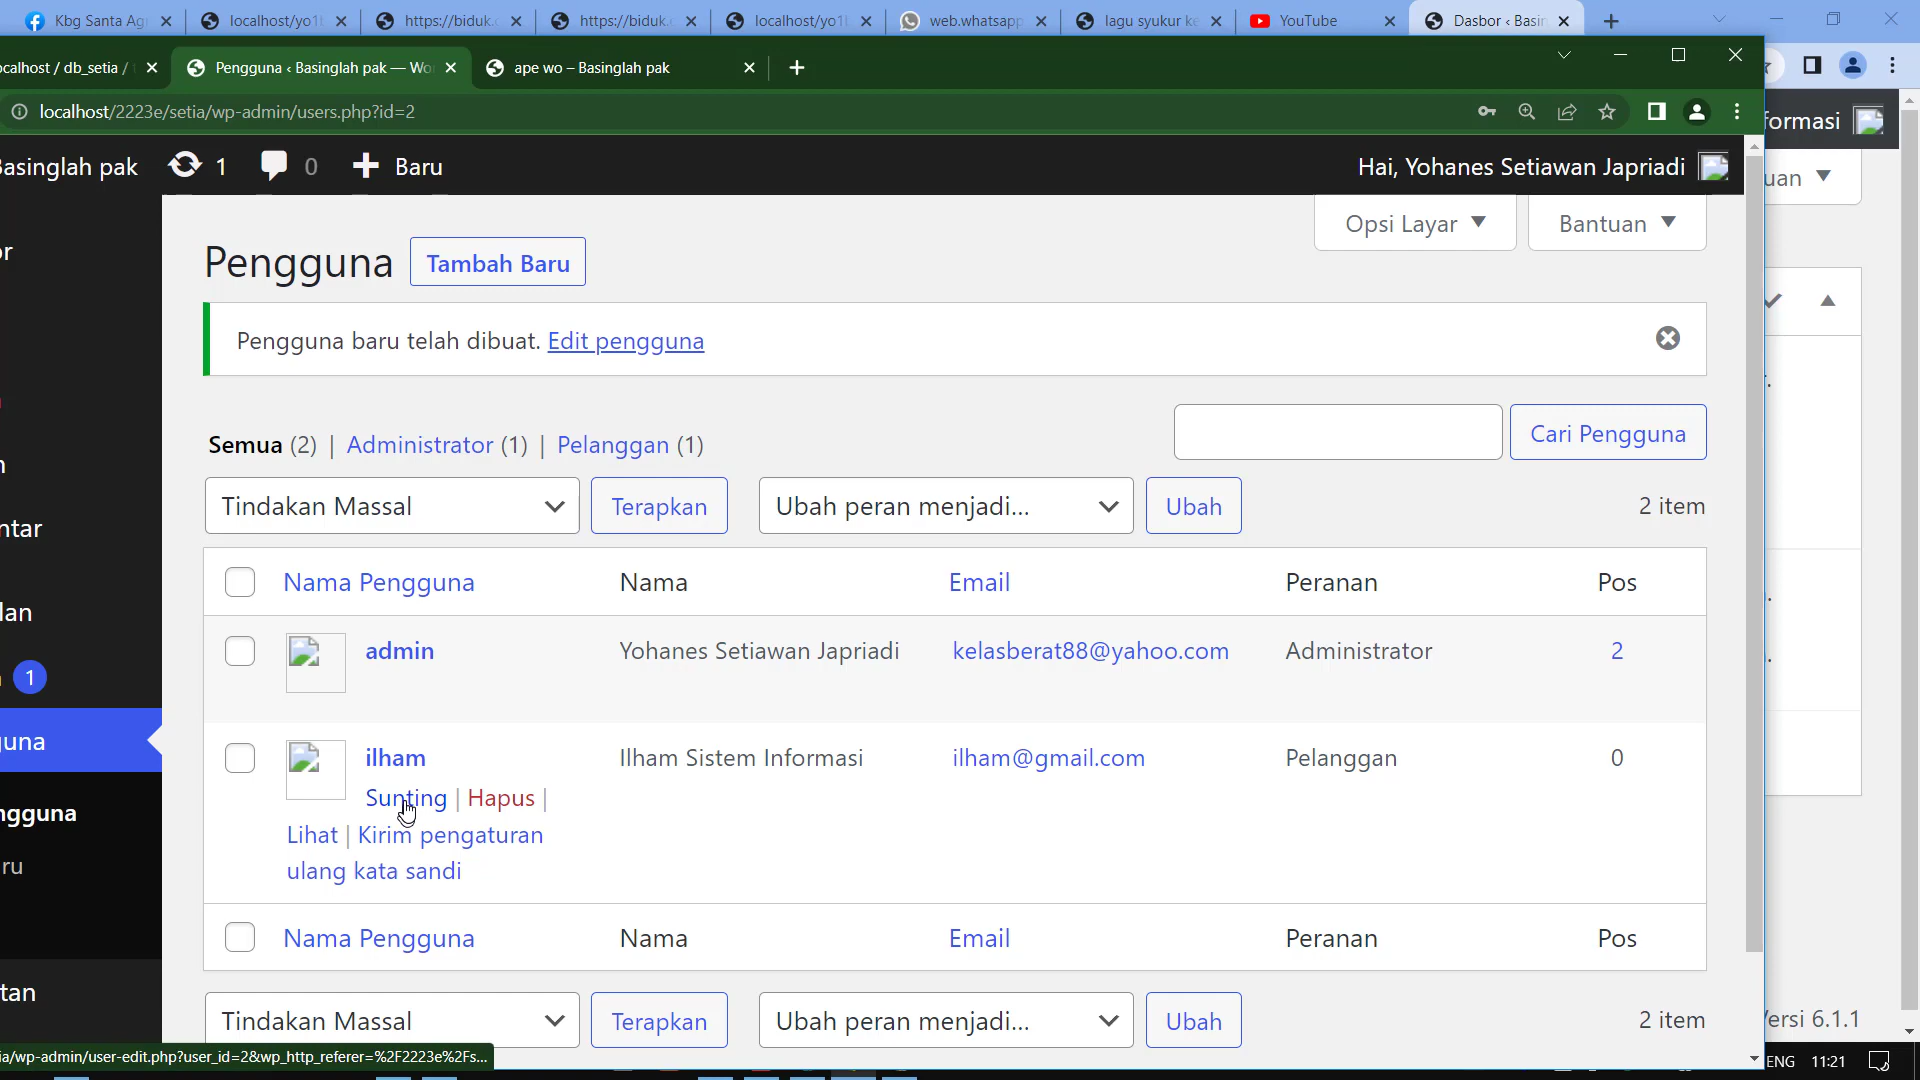 Kbg Santa Ag
localhost/yo1
https://biduk.
https://biduk.
localhost/yo1
web.whatsapp
lagu syukur ke
YouTube
Dasbor ‹ Basin
ocalhost / db_setia /
Pengguna ‹ Basinglah pak — Wo
ape wo – Basinglah pak
localhost/2223e/setia/wp-admin/users.php?id=2
formasi
asinglah pak
1
0
Baru
Hai, Yohanes Setiawan Japriadi
uan
Opsi Layar
Bantuan
Pengguna
Tambah Baru
Pengguna baru telah dibuat. Edit pengguna
Semua (2) | Administrator (1) | Pelanggan (1)
Cari Pengguna
Tindakan Massal
Terapkan
Ubah peran menjadi...
Ubah
2 item
Nama Pengguna
Nama
Email
Peranan
Pos
admin
Yohanes Setiawan Japriadi
kelasberat88@yahoo.com
Administrator
2
ilham
Ilham Sistem Informasi
ilham@gmail.com
Pelanggan
0
Sunting | Hapus |
Lihat | Kirim pengaturan
ulang kata sandi
Nama Pengguna
Nama
Email
Peranan
Pos
Tindakan Massal
Terapkan
Ubah peran menjadi...
Ubah
2 item
or
ntar
lan
1
una
ngguna
ru
tan
ersi 6.1.1
ia/wp-admin/user-edit.php?user_id=2&wp_http_referer=%2F2223e%2Fs...
ENG
11:21